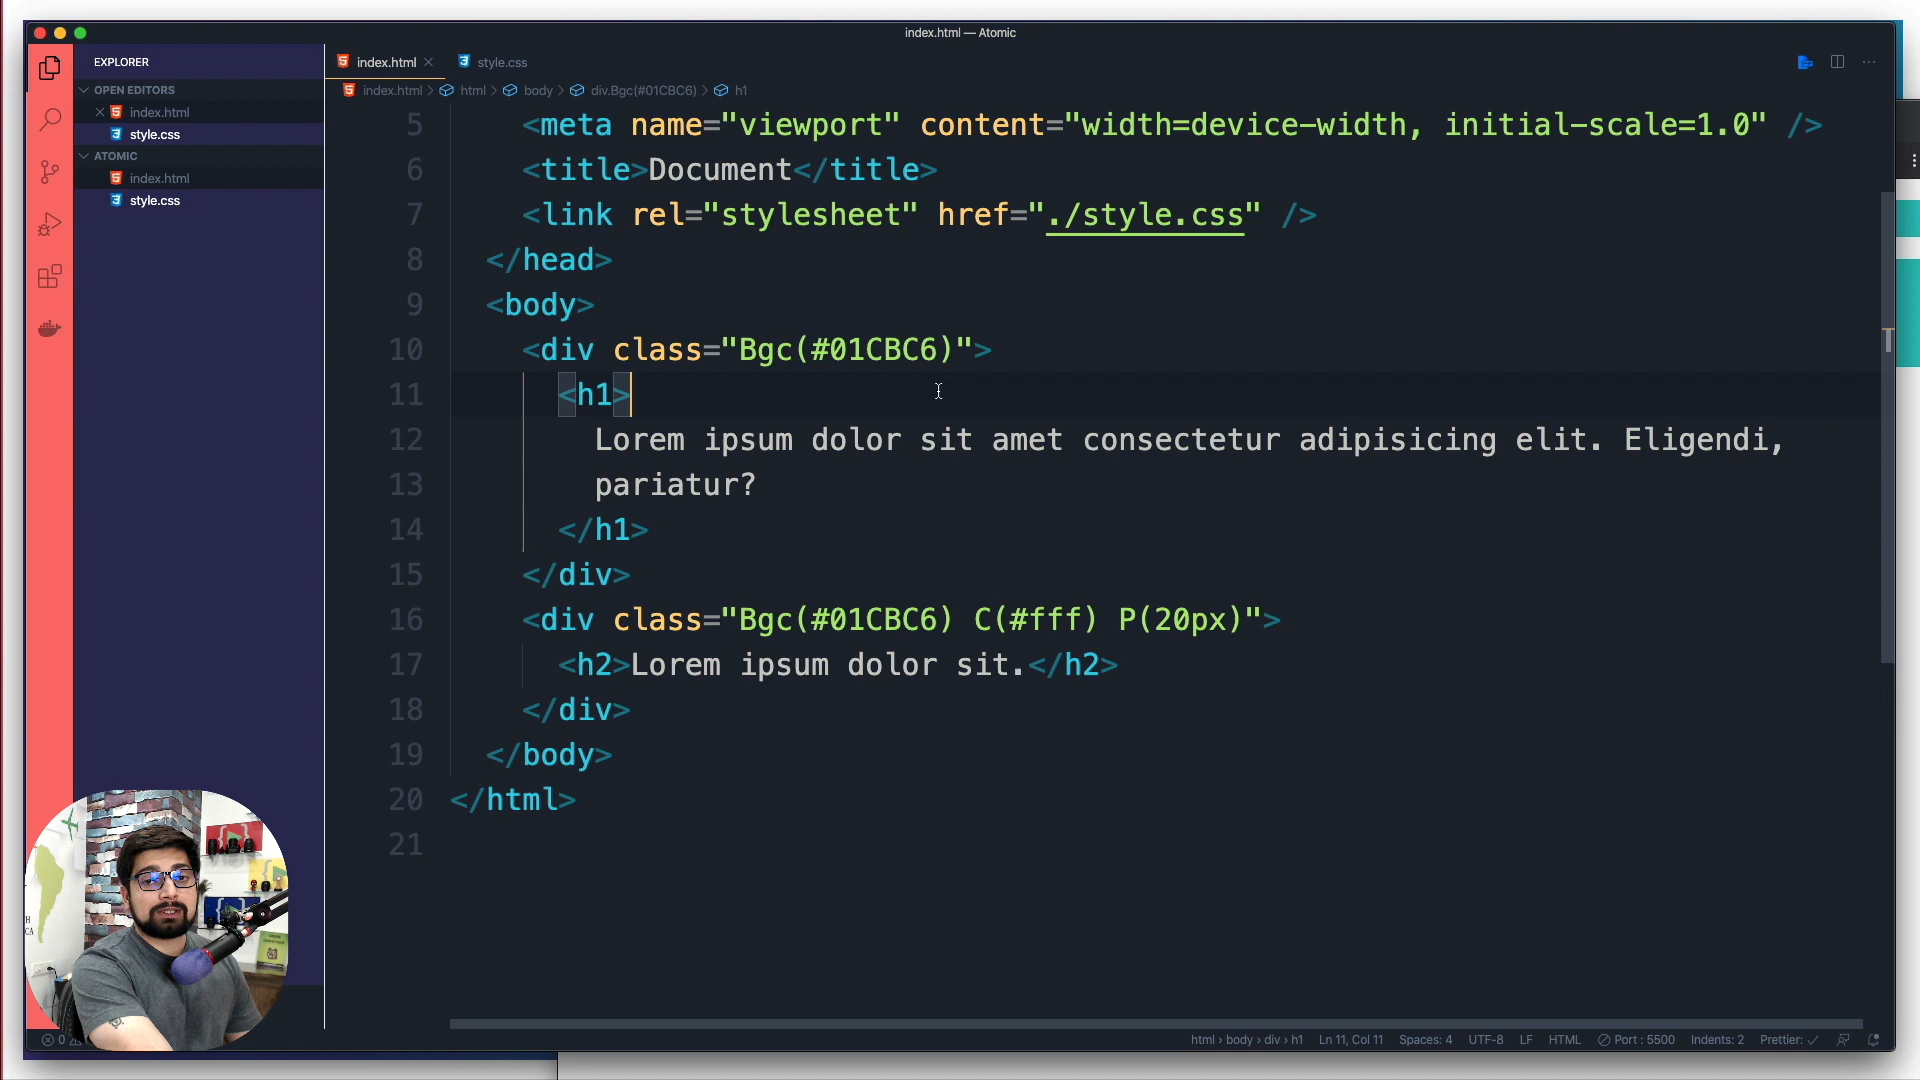 index.html — Atomic
EXPLORER
OPEN EDITORS
index.html
style.css
ATOMIC
index.html
style.css
index.html
style.css
index.html > html > body > div.Bgc(#01CBC6) > h1
5 <meta name="viewport" content="width=device-width, initial-scale=1.0" />
6 <title>Document</title>
7 <link rel="stylesheet" href="./style.css" />
8 </head>
9 <body>
10 <div class="Bgc(#01CBC6)">
11 <h1>
12 Lorem ipsum dolor sit amet consectetur adipisicing elit. Eligendi,
13 pariatur?
14 </h1>
15 </div>
16 <div class="Bgc(#01CBC6) C(#fff) P(20px)">
17 <h2>Lorem ipsum dolor sit.</h2>
18 </div>
19 </body>
20 </html>
21
0
html › body › div › h1 Ln 11, Col 11 Spaces: 4 UTF-8 LF HTML Port : 5500 Indents: 2 Prettier: ✓